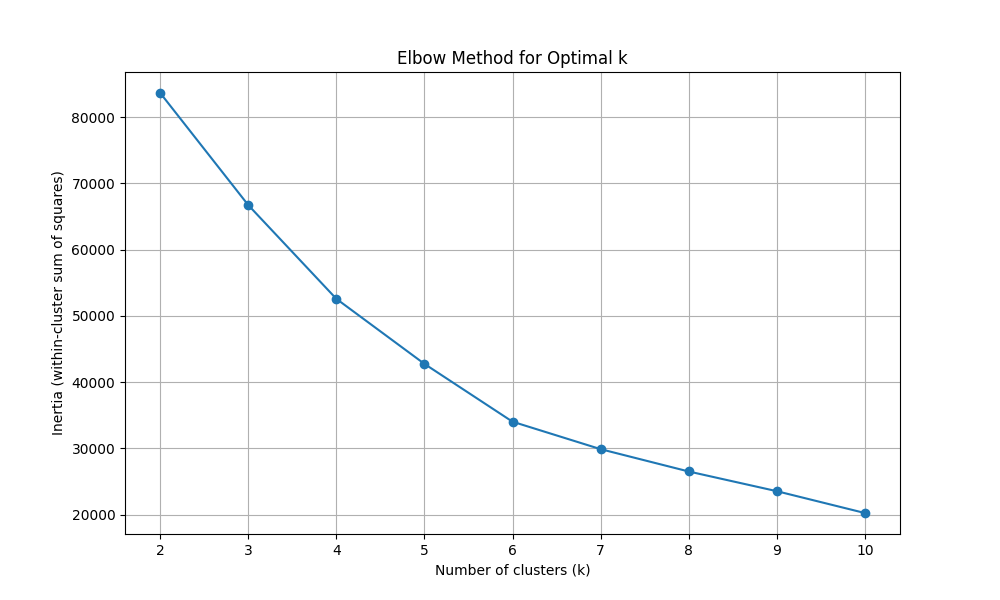 Elbow Method for Optimal k
Inertia (within-cluster sum of squares)
80000
70000
60000
50000
40000
30000
20000
2 3 4 5 6 7 8 9 10
Number of clusters (k)